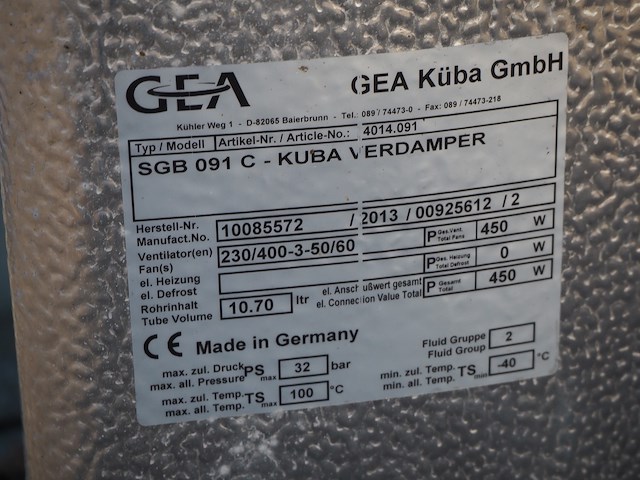 GEA GEA Küba GmbH
Kühler Weg 1 - D-82065 Baierbrunn - Tel.: 089 / 74473-0 - Fax: 089 / 74473-218
Typ / Modell Artikel-Nr. / Article-No.: 4014.091
SGB 091 C - KÜBA VERDAMPER
Herstell-Nr.
Manufact.No. 10085572 / 2013 / 00925612 / 2
Ventilator(en)
Fan(s) 230/400-3-50/60 P Ges.Vent. Total Fans 450 W
el. Heizung
el. Defrost P Ges. Heizung Total Defrost 0 W
Rohrinhalt
Tube Volume 10.70 ltr el. Anschlußwert gesamt
el. Connection Value Total P Gesamt Total 450 W
CE Made in Germany Fluid Gruppe
Fluid Group 2
max. zul. Druck
max. all. Pressure PS max 32 bar
min. zul. Temp.
min. all. Temp. TS min -40 °C
max. zul. Temp.
max. all. Temp. TS max 100 °C